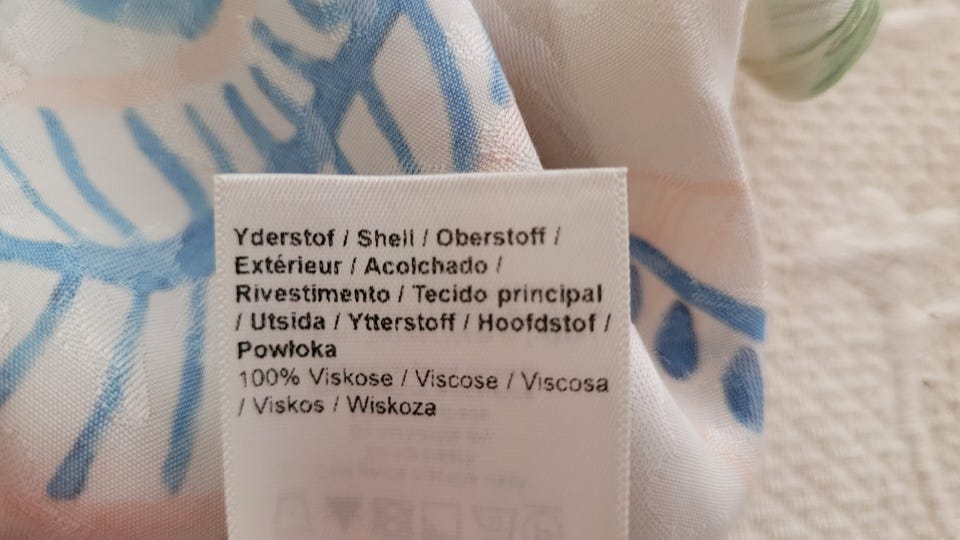 Yderstof / Shell / Oberstoff /
Extérieur / Acolchado /
Rivestimento / Tecido principal
/ Utsida / Ytterstoff / Hoofdstof /
Powłoka
100% Viskose / Viscose / Viscosa
/ Viskos / Wiskoza